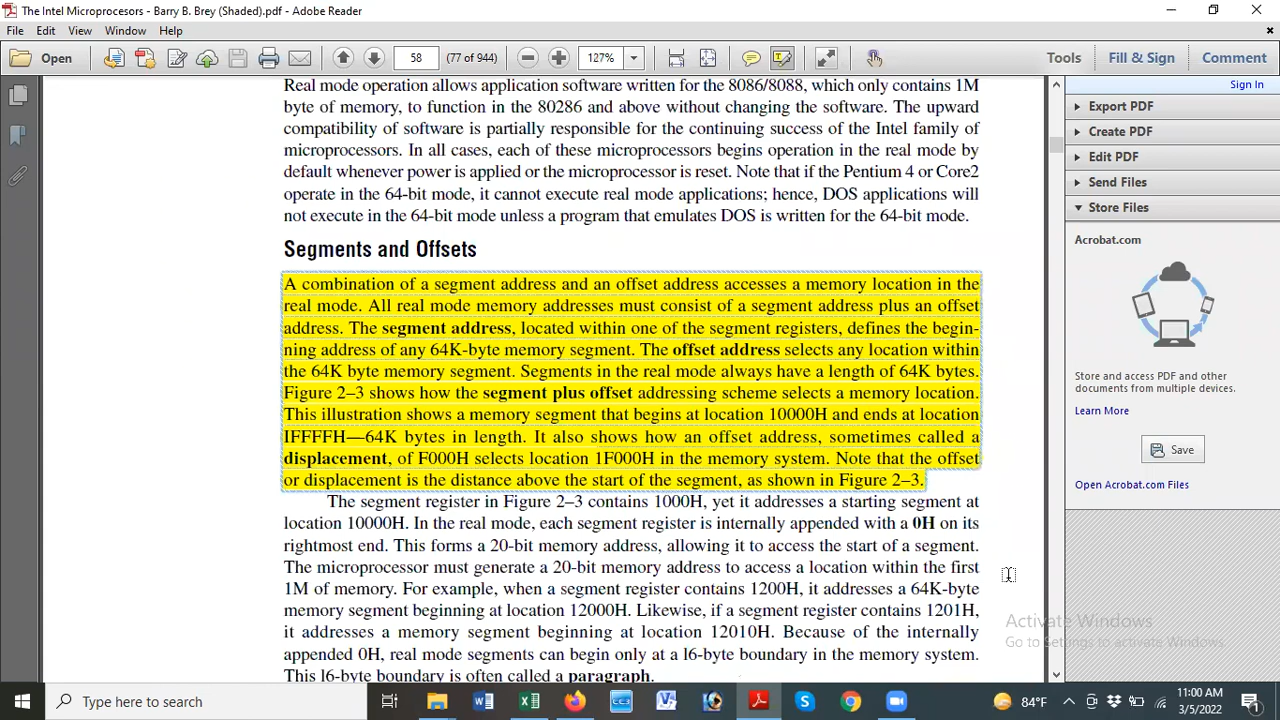 The Intel Microprocesors - Barry B. Brey (Shaded).pdf - Adobe Reader
File Edit View Window Help
Open 58 (77 of 944) 127% Tools Fill & Sign Comment
Sign In
Real mode operation allows application software written for the 8086/8088, which only contains 1M
byte of memory, to function in the 80286 and above without changing the software. The upward
compatibility of software is partially responsible for the continuing success of the Intel family of
microprocessors. In all cases, each of these microprocessors begins operation in the real mode by
default whenever power is applied or the microprocessor is reset. Note that if the Pentium 4 or Core2
operate in the 64-bit mode, it cannot execute real mode applications; hence, DOS applications will
not execute in the 64-bit mode unless a program that emulates DOS is written for the 64-bit mode.
Segments and Offsets
A combination of a segment address and an offset address accesses a memory location in the
real mode. All real mode memory addresses must consist of a segment address plus an offset
address. The segment address, located within one of the segment registers, defines the begin-
ning address of any 64K-byte memory segment. The offset address selects any location within
the 64K byte memory segment. Segments in the real mode always have a length of 64K bytes.
Figure 2–3 shows how the segment plus offset addressing scheme selects a memory location.
This illustration shows a memory segment that begins at location 10000H and ends at location
IFFFFH—64K bytes in length. It also shows how an offset address, sometimes called a
displacement, of F000H selects location 1F000H in the memory system. Note that the offset
or displacement is the distance above the start of the segment, as shown in Figure 2–3.
The segment register in Figure 2–3 contains 1000H, yet it addresses a starting segment at
location 10000H. In the real mode, each segment register is internally appended with a 0H on its
rightmost end. This forms a 20-bit memory address, allowing it to access the start of a segment.
The microprocessor must generate a 20-bit memory address to access a location within the first
1M of memory. For example, when a segment register contains 1200H, it addresses a 64K-byte
memory segment beginning at location 12000H. Likewise, if a segment register contains 1201H,
it addresses a memory segment beginning at location 12010H. Because of the internally
appended 0H, real mode segments can begin only at a l6-byte boundary in the memory system.
This l6-byte boundary is often called a paragraph.
Export PDF
Create PDF
Edit PDF
Send Files
Store Files
Acrobat.com
Store and access PDF and other
documents from multiple devices.
Learn More
Save
Open Acrobat.com Files
Activate Windows
Go to Settings to activate Windows.
Type here to search
84°F
11:00 AM
3/5/2022